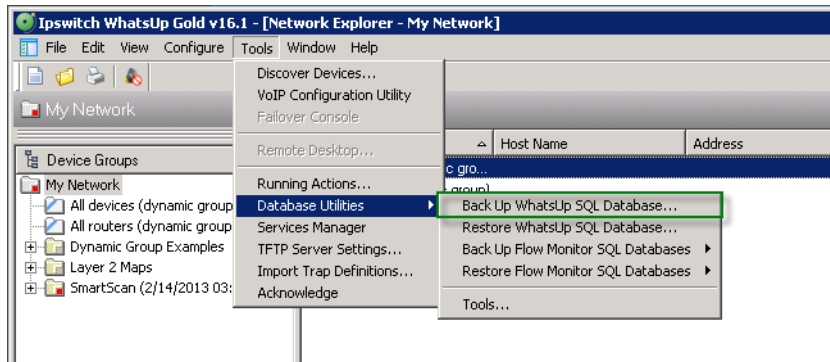 Ipswitch WhatsUp Gold v16.1 - [Network Explorer - My Network]
File Edit View Configure Tools Window Help
My Network
Discover Devices...
VoIP Configuration Utility
Failover Console
Remote Desktop...
Running Actions...
Database Utilities
Services Manager
TFTP Server Settings...
Import Trap Definitions...
Acknowledge
Host Name Address
c gro...
group)
Back Up WhatsUp SQL Database...
Restore WhatsUp SQL Database...
Back Up Flow Monitor SQL Databases
Restore Flow Monitor SQL Databases
Tools...
Device Groups
My Network
All devices (dynamic group
All routers (dynamic group
Dynamic Group Examples
Layer 2 Maps
SmartScan (2/14/2013 03: